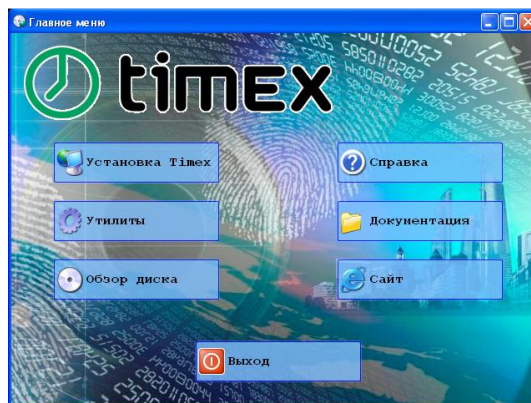 Главное меню
timex
Установка Timex
Справка
Утилиты
Документация
Обзор диска
Сайт
Выход